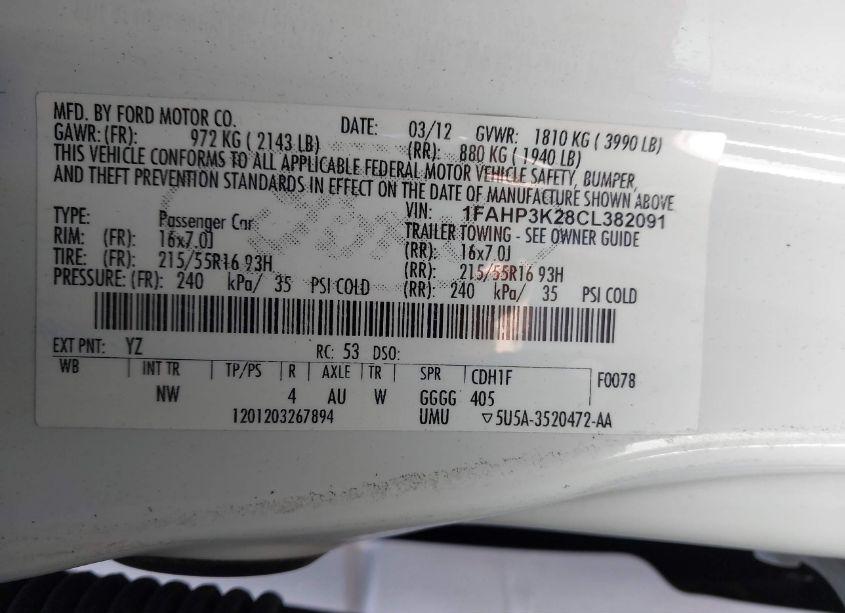 MFD. BY FORD MOTOR CO.
DATE: 03/12 GVWR: 1810 KG ( 3990 LB)
GAWR: (FR): 972 KG ( 2143 LB) (RR): 880 KG ( 1940 LB)
THIS VEHICLE CONFORMS TO ALL APPLICABLE FEDERAL MOTOR VEHICLE SAFETY, BUMPER,
AND THEFT PREVENTION STANDARDS IN EFFECT ON THE DATE OF MANUFACTURE SHOWN ABOVE
VIN: 1FAHP3K28CL382091
TYPE: Passenger Car TRAILER TOWING - SEE OWNER GUIDE
RIM: (FR): 16x7.0J (RR): 16x7.0J
TIRE: (FR): 215/55R16 93H (RR): 215/55R16 93H
PRESSURE: (FR): 240 kPa/ 35 PSI COLD (RR): 240 kPa/ 35 PSI COLD
EXT PNT: YZ RC: 53 DSO:
WB INT TR TP/PS R AXLE TR SPR CDH1F F0078
NW 4 AU W GGGG 405
1201203267894 UMU 5U5A-3520472-AA